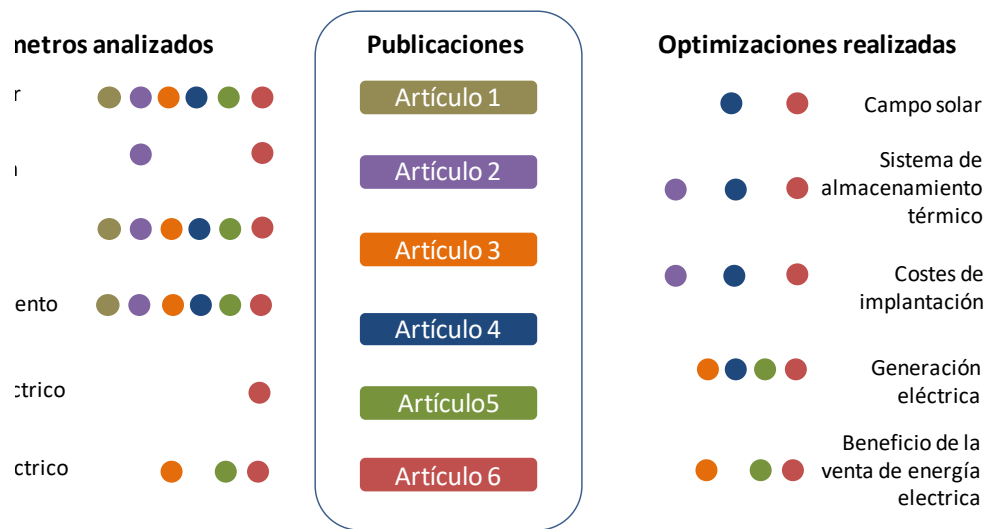 metros analizados
r
ento
ctrico
ctrico
Publicaciones
Artículo 1
Artículo 2
Artículo 3
Artículo 4
Artículo5
Artículo 6
Optimizaciones realizadas
Campo solar
Sistema de
almacenamiento
térmico
Costes de
implantación
Generación
eléctrica
Beneficio de la
venta de energía
electrica